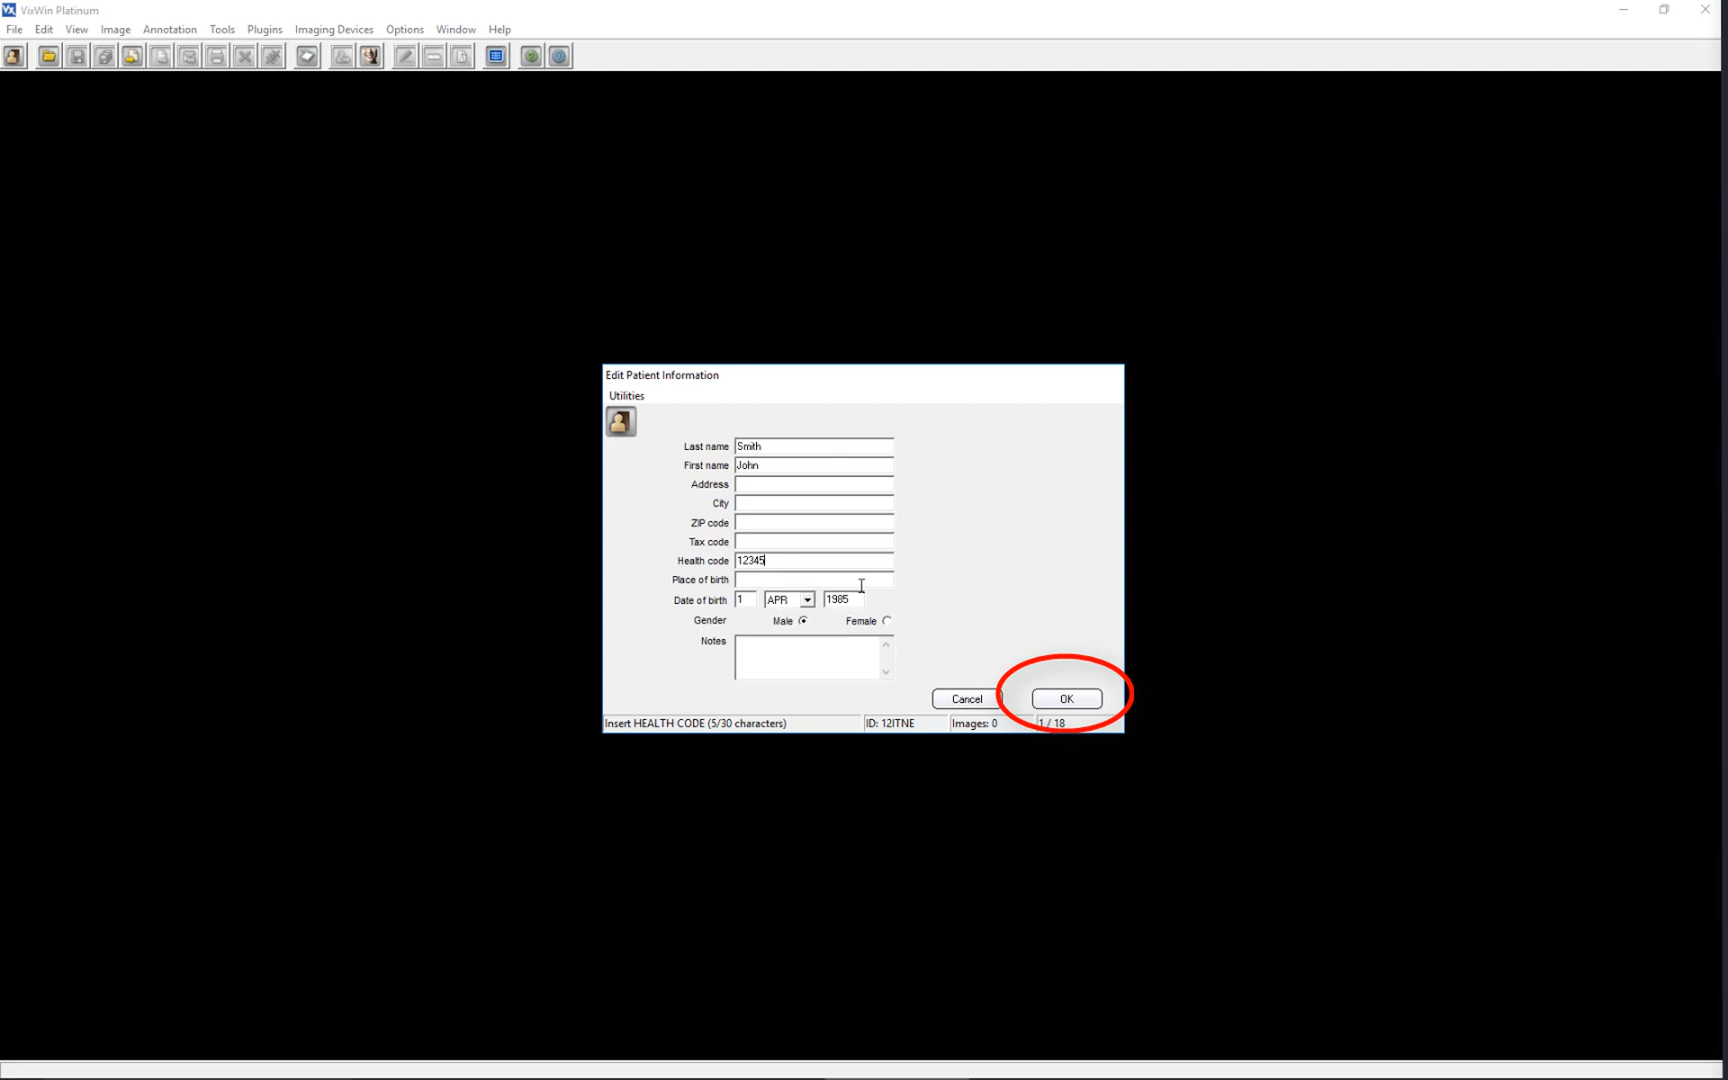 VixWin Platinum
File Edit View Image Annotation Tools Plugins Imaging Devices Options Window Help
Edit Patient Information
Utilities
Last name Smith
First name John
Address
City
ZIP code
Tax code
Health code 12345
Place of birth
Date of birth 1 APR 1985
Gender Male Female
Notes
Cancel OK
Insert HEALTH CODE (5/30 characters) ID: 12ITNE Images: 0 1 / 18